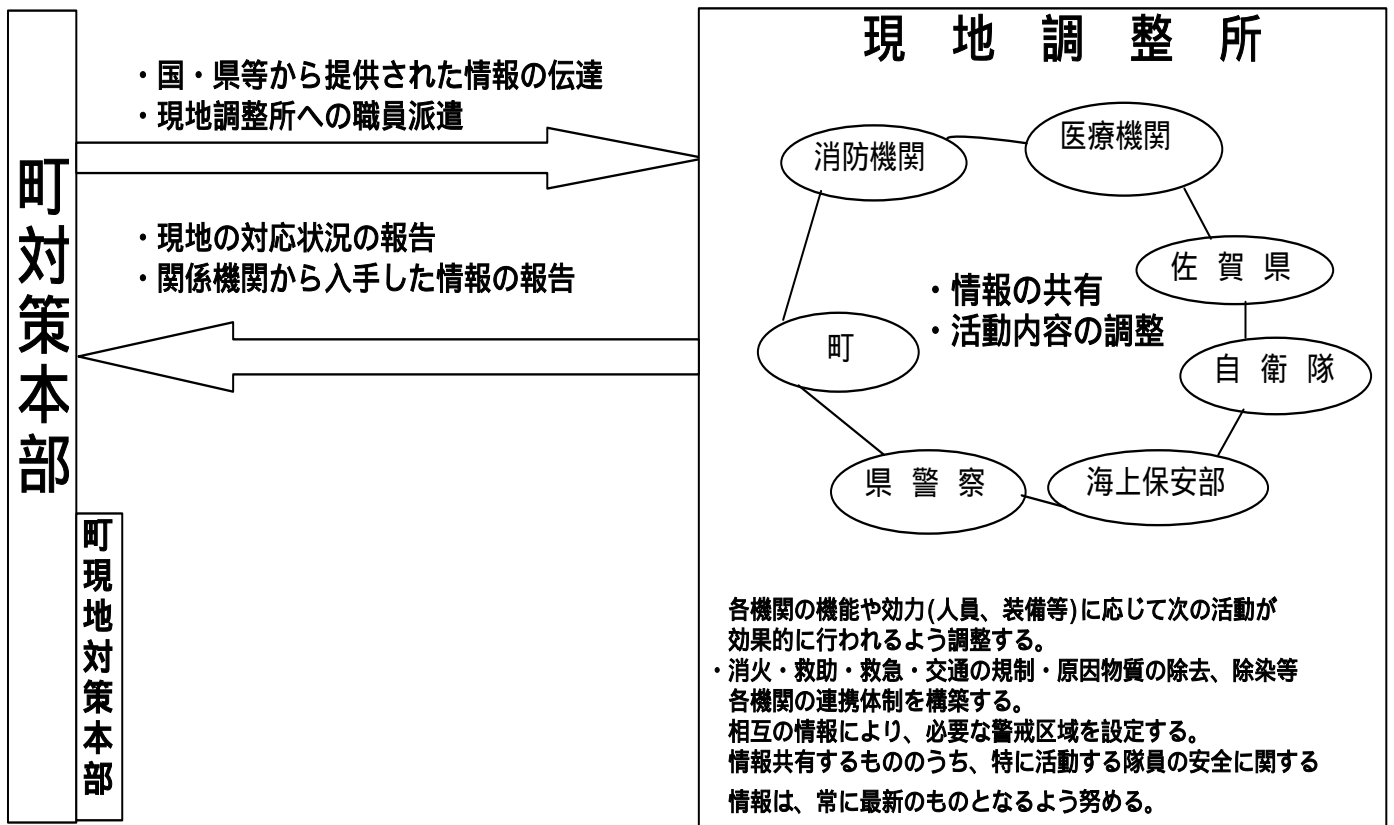 町対策本部
町現地対策本部
・国・県等から提供された情報の伝達
・現地調整所への職員派遣
・現地の対応状況の報告
・関係機関から入手した情報の報告
現地調整所
消防機関
医療機関
佐賀県
・情報の共有
・活動内容の調整
町
自衛隊
県警察
海上保安部
各機関の機能や効力(人員、装備等)に応じて次の活動が
効果的に行われるよう調整する。
・消火・救助・救急・交通の規制・原因物質の除去、除染等
各機関の連携体制を構築する。
相互の情報により、必要な警戒区域を設定する。
情報共有するもののうち、特に活動する隊員の安全に関する
情報は、常に最新のものとなるよう努める。